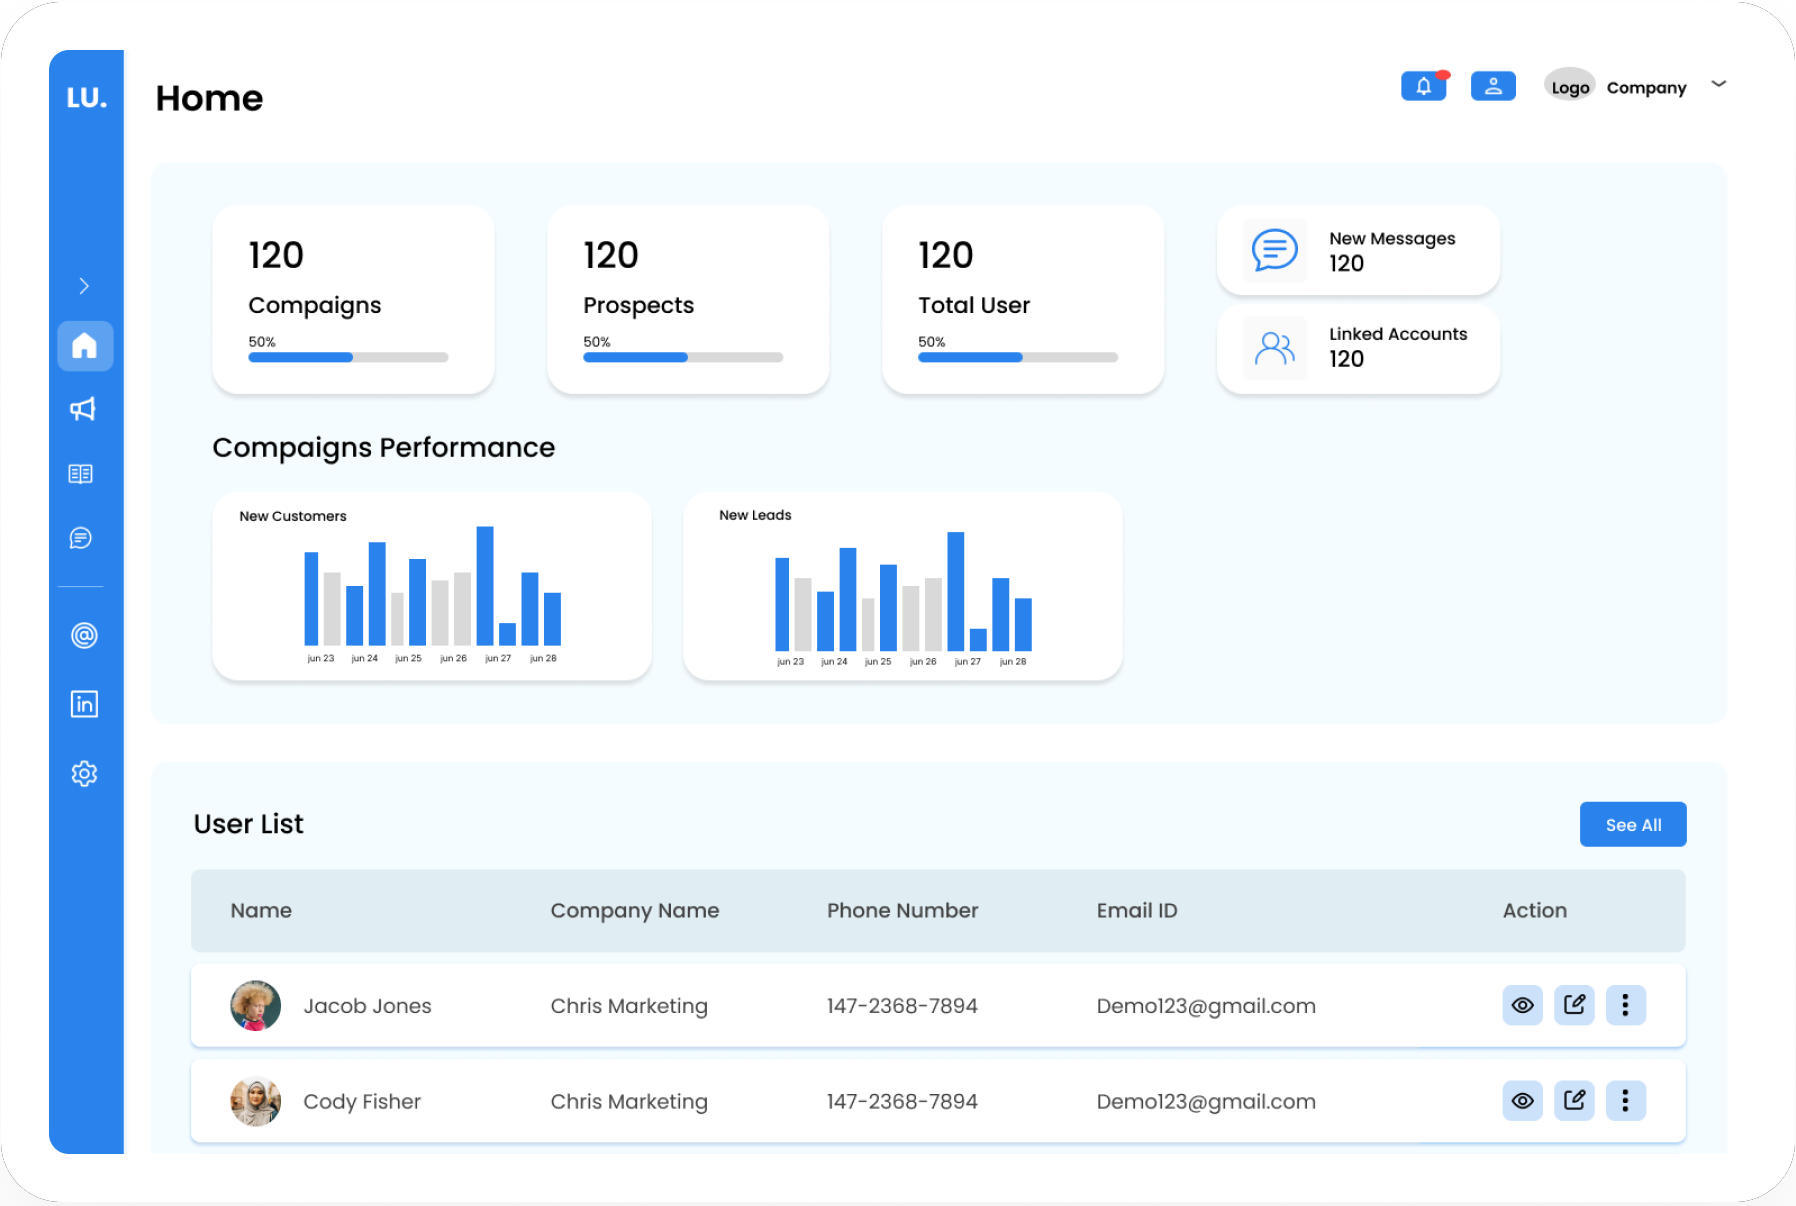 LU.
Home
Logo Company
120
Compaigns
50%
120
Prospects
50%
120
Total User
50%
New Messages
120
Linked Accounts
120
Compaigns Performance
New Customers
jun 23 jun 24 jun 25 jun 26 jun 27 jun 28
New Leads
jun 23 jun 24 jun 25 jun 26 jun 27 jun 28
User List
See All
Name Company Name Phone Number Email ID Action
Jacob Jones Chris Marketing 147-2368-7894 Demo123@gmail.com
Cody Fisher Chris Marketing 147-2368-7894 Demo123@gmail.com